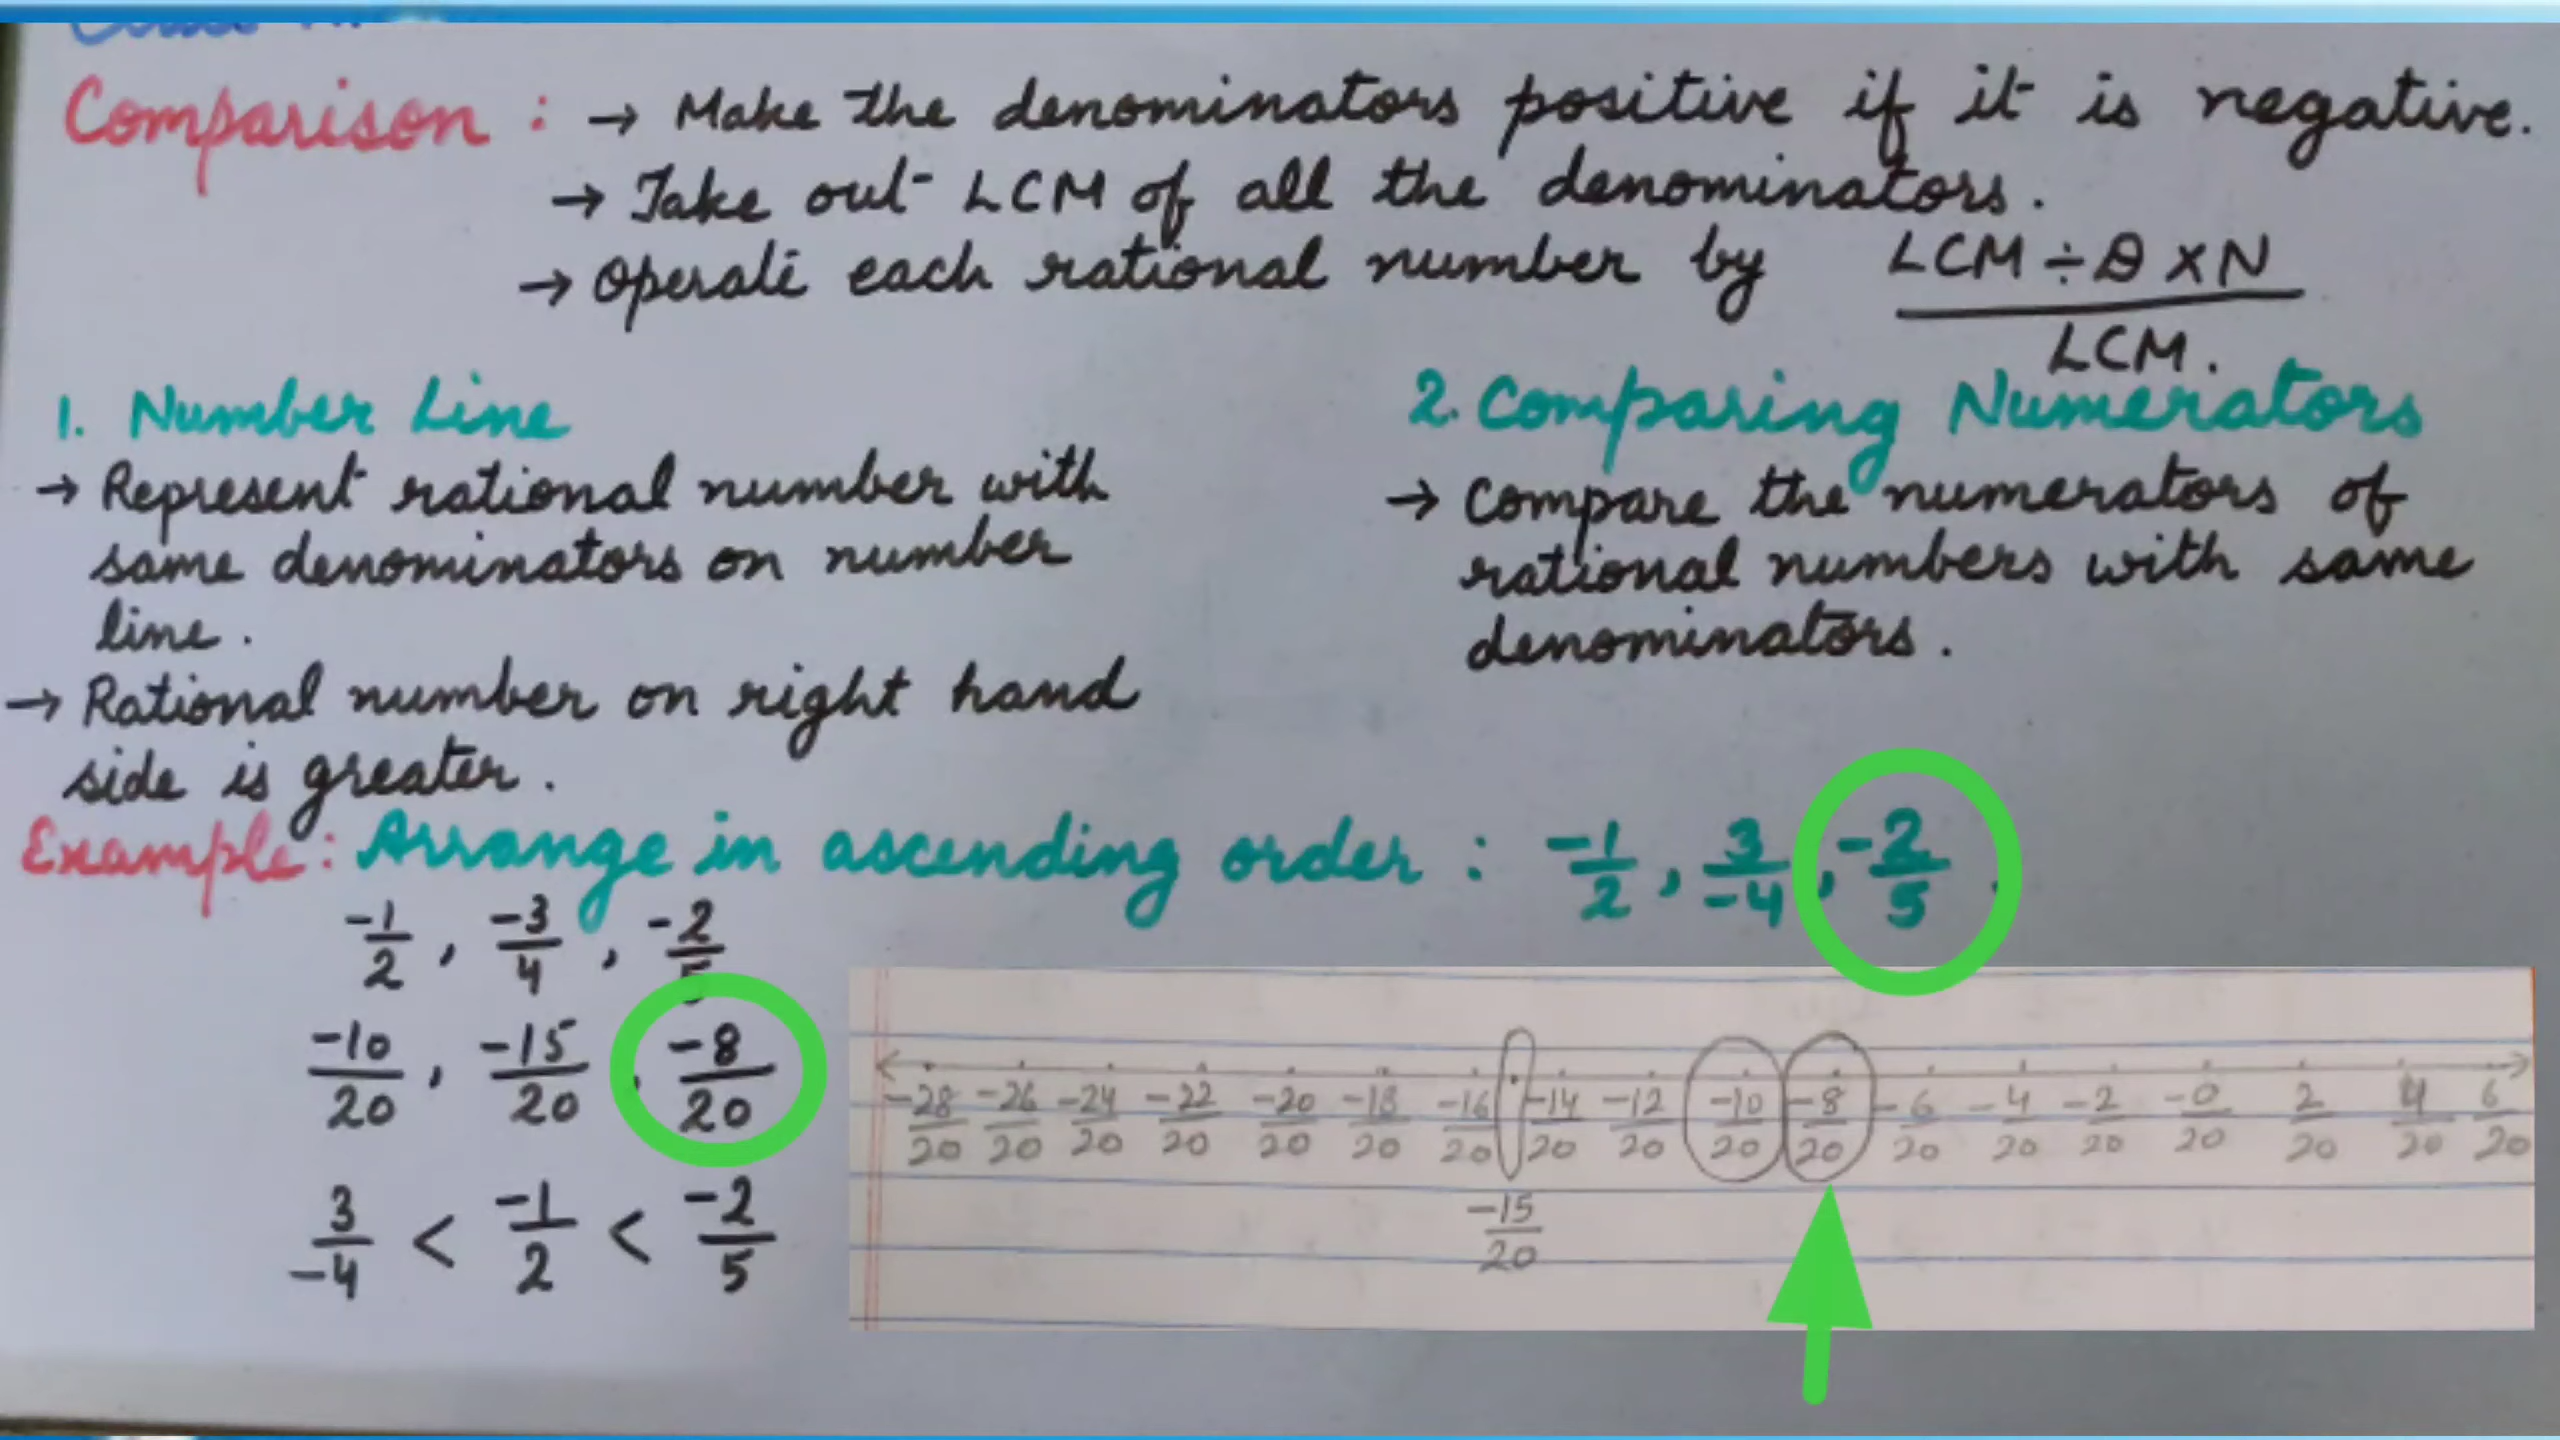 Comparison : → Make the denominators positive if it is negative.
→ Take out LCM of all the denominators.
→ Operate each rational number by LCM ÷ D × N / LCM.
1. Number Line
→ Represent rational number with
same denominators on number
line.
→ Rational number on right hand
side is greater.
2. Comparing Numerators
→ Compare the numerators of
rational numbers with same
denominators.
Example: Arrange in ascending order : -1/2, 3/-4, -2/5.
-1/2, -3/4, -2/5
-10/20, -15/20, -8/20
3/-4 < -1/2 < -2/5
-28/20 -26/20 -24/20 -22/20 -20/20 -18/20 -16/20 -14/20 -12/20 -10/20 -8/20 -6/20 -4/20 -2/20 -0/20 2/20 4/20 6/20
-15/20